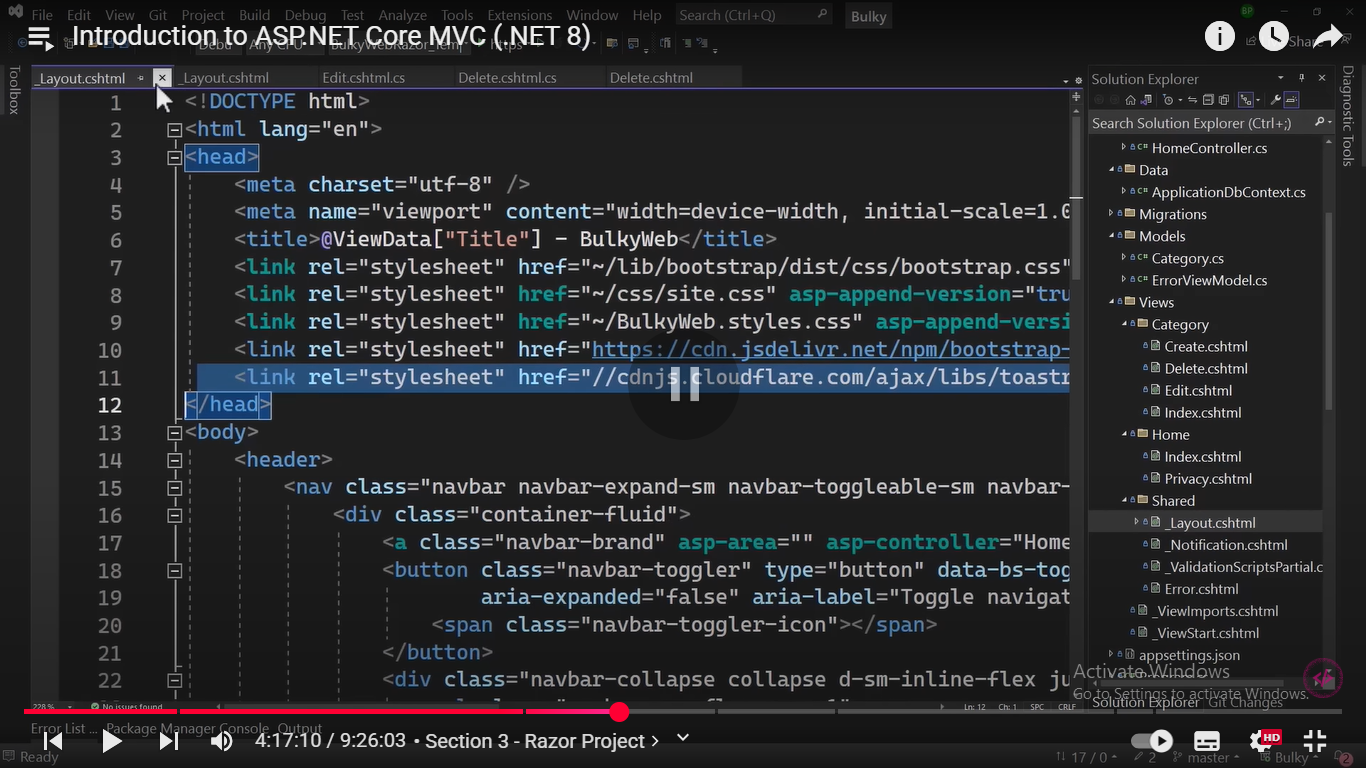 File Edit View Git Project Build Debug Test Analyze Tools Extensions Window Help Search (Ctrl+Q) Bulky
Introduction to ASP.NET Core MVC (.NET 8)
Toolbox
_Layout.cshtml _Layout.cshtml Edit.cshtml.cs Delete.cshtml.cs Delete.cshtml
Solution Explorer
Diagnostic Tools
Search Solution Explorer (Ctrl+;)
1 <!DOCTYPE html>
2 <html lang="en">
3 <head>
4 <meta charset="utf-8" />
5 <meta name="viewport" content="width=device-width, initial-scale=1.0
6 <title>@ViewData["Title"] - BulkyWeb</title>
7 <link rel="stylesheet" href="~/lib/bootstrap/dist/css/bootstrap.css"
8 <link rel="stylesheet" href="~/css/site.css" asp-append-version="tru
9 <link rel="stylesheet" href="~/BulkyWeb.styles.css" asp-append-versi
10 <link rel="stylesheet" href="https://cdn.jsdelivr.net/npm/bootstrap-
11 <link rel="stylesheet" href="//cdnjs.cloudflare.com/ajax/libs/toastr
12 </head>
13 <body>
14 <header>
15 <nav class="navbar navbar-expand-sm navbar-toggleable-sm navbar-
16 <div class="container-fluid">
17 <a class="navbar-brand" asp-area="" asp-controller="Home
18 <button class="navbar-toggler" type="button" data-bs-tog
19 aria-expanded="false" aria-label="Toggle navigat
20 <span class="navbar-toggler-icon"></span>
21 </button>
22 <div class="navbar-collapse collapse d-sm-inline-flex ju
HomeController.cs
Data
ApplicationDbContext.cs
Migrations
Models
Category.cs
ErrorViewModel.cs
Views
Category
Create.cshtml
Delete.cshtml
Edit.cshtml
Index.cshtml
Home
Index.cshtml
Privacy.cshtml
Shared
_Layout.cshtml
_Notification.cshtml
_ValidationScriptsPartial.c
Error.cshtml
_ViewImports.cshtml
_ViewStart.cshtml
appsettings.json
Activate Windows
Go to Settings to activate Windows.
Solution Explorer Git Changes
228 % No issues found Ln: 12 Ch: 1 SPC CRLF
Error List ... Package Manager Console Output
4:17:10 / 9:26:03 • Section 3 - Razor Project
HD
Ready 17 / 0 2 master Bulky 2